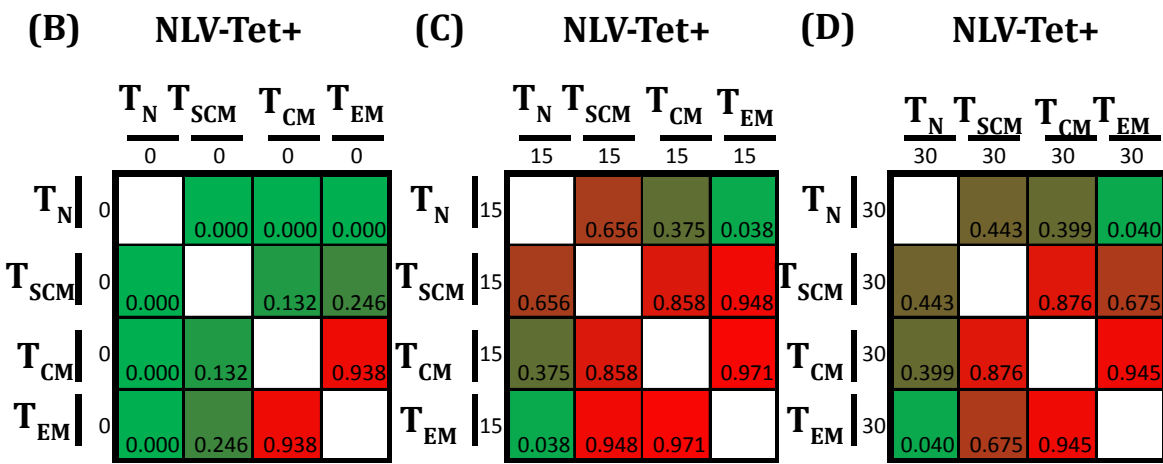 (B) NLV-Tet+
T_N T_SCM T_CM T_EM
0 0 0 0
T_N 0 0.000 0.000 0.000
T_SCM 0 0.000 0.132 0.246
T_CM 0 0.000 0.132 0.938
T_EM 0 0.000 0.246 0.938
(C) NLV-Tet+
T_N T_SCM T_CM T_EM
15 15 15 15
T_N 15 0.656 0.375 0.038
T_SCM 15 0.656 0.858 0.948
T_CM 15 0.375 0.858 0.971
T_EM 15 0.038 0.948 0.971
(D) NLV-Tet+
T_N T_SCM T_CM T_EM
30 30 30 30
T_N 30 0.443 0.399 0.040
T_SCM 30 0.443 0.876 0.675
T_CM 30 0.399 0.876 0.945
T_EM 30 0.040 0.675 0.945